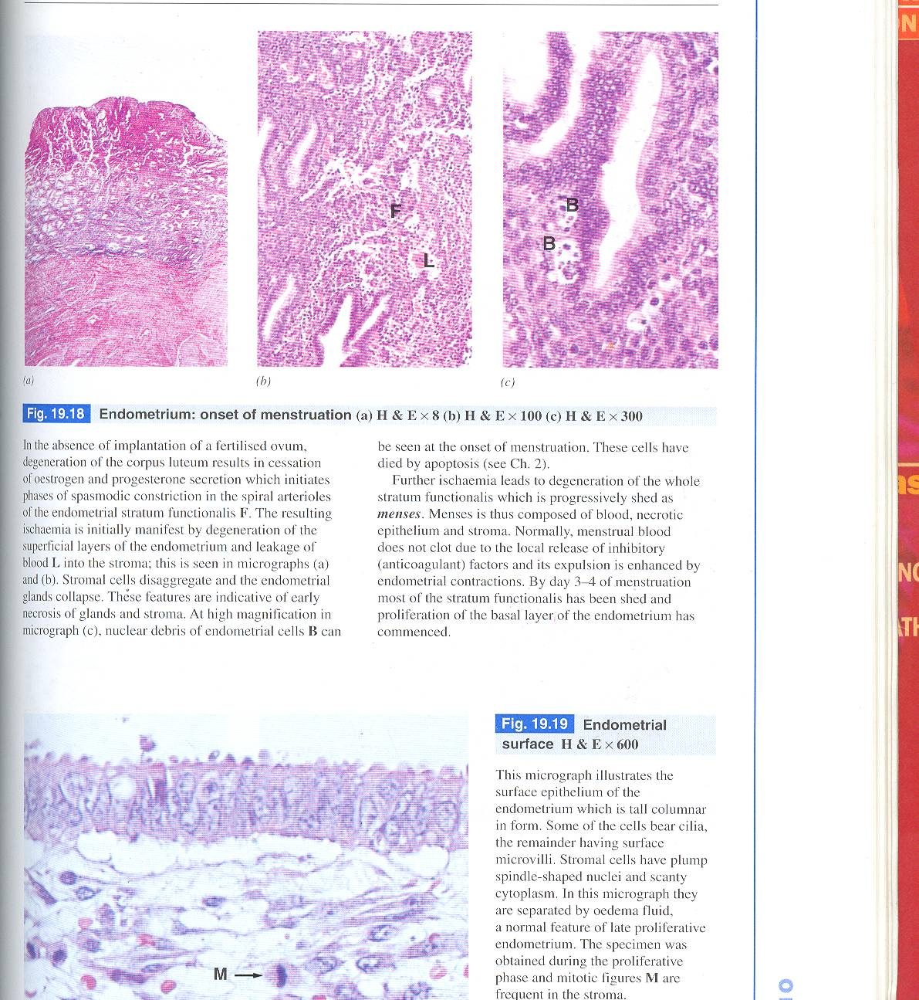 F
L
B
B
(a)
(b)
(c)
Fig. 19.18 Endometrium: onset of menstruation (a) H & E × 8 (b) H & E × 100 (c) H & E × 300
In the absence of implantation of a fertilised ovum,
degeneration of the corpus luteum results in cessation
of oestrogen and progesterone secretion which initiates
phases of spasmodic constriction in the spiral arterioles
of the endometrial stratum functionalis F. The resulting
ischaemia is initially manifest by degeneration of the
superficial layers of the endometrium and leakage of
blood L into the stroma; this is seen in micrographs (a)
and (b). Stromal cells disaggregate and the endometrial
glands collapse. These features are indicative of early
necrosis of glands and stroma. At high magnification in
micrograph (c), nuclear debris of endometrial cells B can
be seen at the onset of menstruation. These cells have
died by apoptosis (see Ch. 2).
Further ischaemia leads to degeneration of the whole
stratum functionalis which is progressively shed as
menses. Menses is thus composed of blood, necrotic
epithelium and stroma. Normally, menstrual blood
does not clot due to the local release of inhibitory
(anticoagulant) factors and its expulsion is enhanced by
endometrial contractions. By day 3–4 of menstruation
most of the stratum functionalis has been shed and
proliferation of the basal layer of the endometrium has
commenced.
M
Fig. 19.19 Endometrial
surface H & E × 600
This micrograph illustrates the
surface epithelium of the
endometrium which is tall columnar
in form. Some of the cells bear cilia,
the remainder having surface
microvilli. Stromal cells have plump
spindle-shaped nuclei and scanty
cytoplasm. In this micrograph they
are separated by oedema fluid,
a normal feature of late proliferative
endometrium. The specimen was
obtained during the proliferative
phase and mitotic figures M are
frequent in the stroma.